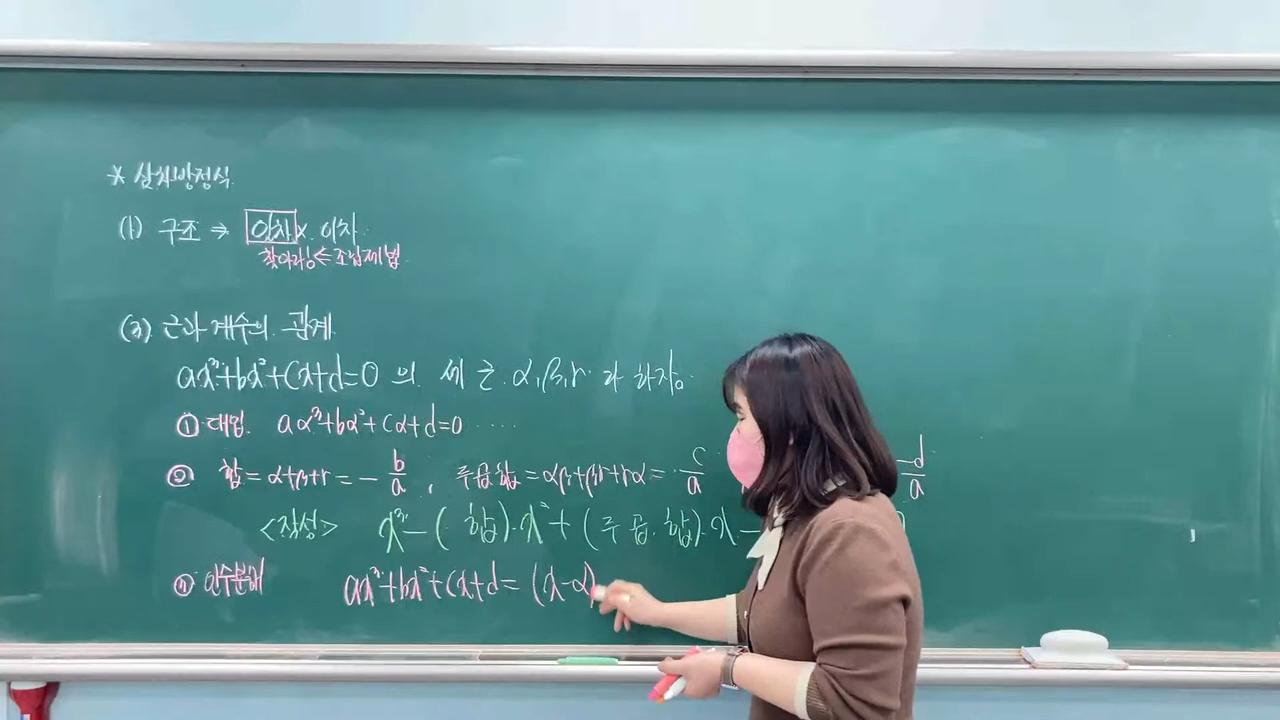 * 삼차방정식
(1) 구조 ⇒ 일차 x 이차
찾아라! ⇐ 조립제법
(3) 근과 계수의 관계
ax³+bx²+cx+d=0 의 세 근 α, β, r 라 하자.
① 대입 aα³+bα²+cα+d=0 ....
② 합 = α+β+r = -b/a , 두곱합 = αβ+βr+rα = c/a -d/a
<작성> x³-(합)·x²+(두곱합)·x-
③ 인수분해 ax³+bx²+cx+d= (x-α)